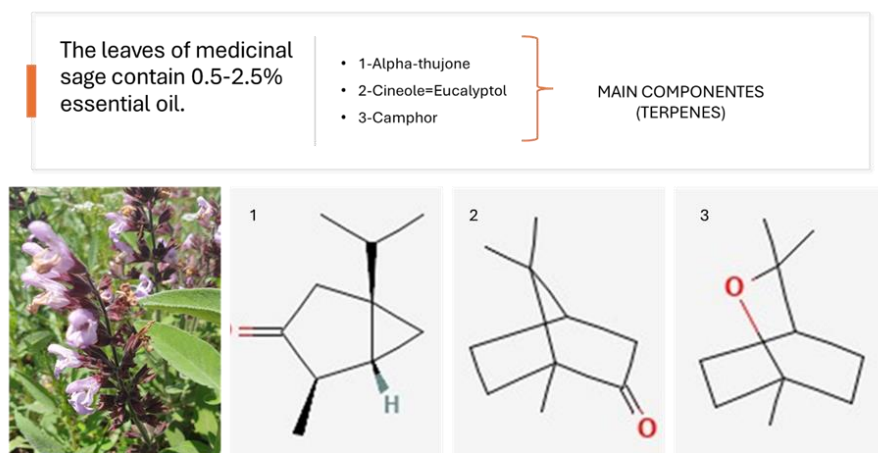 The leaves of medicinal
sage contain 0.5-2.5%
essential oil.
• 1-Alpha-thujone
• 2-Cineole=Eucalyptol
• 3-Camphor
MAIN COMPONENTES
(TERPENES)
1
2
3
O
H
O